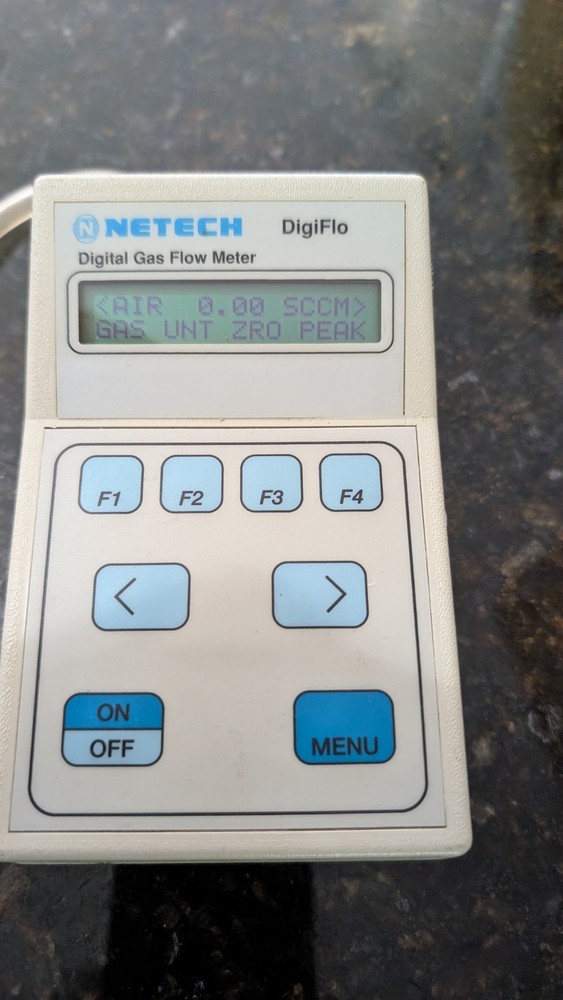 N NETECH DigiFlo
Digital Gas Flow Meter
<AIR 0.00 SCCM>
GAS UNT ZRO PEAK
F1 F2 F3 F4
< >
ON
OFF
MENU